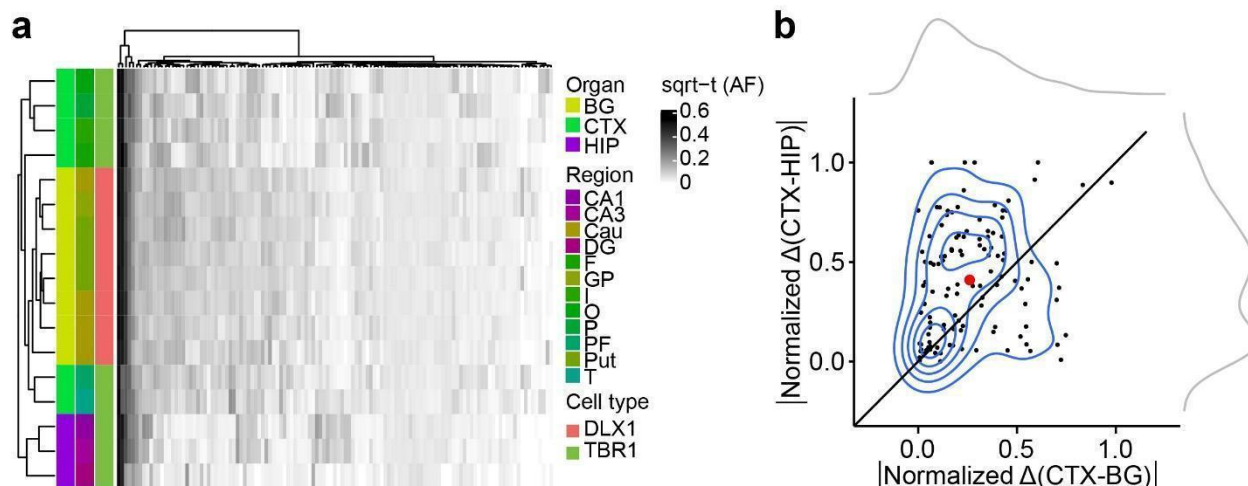 a
Organ
BG
CTX
HIP
Region
CA1
CA3
Cau
DG
F
GP
I
O
P
PF
Put
T
Cell type
DLX1
TBR1
sqrt-t (AF)
0.6
0.4
0.2
0
b
|Normalized Δ(CTX-HIP)|
1.0
0.5
0.0
0.0
0.5
1.0
|Normalized Δ(CTX-BG)|